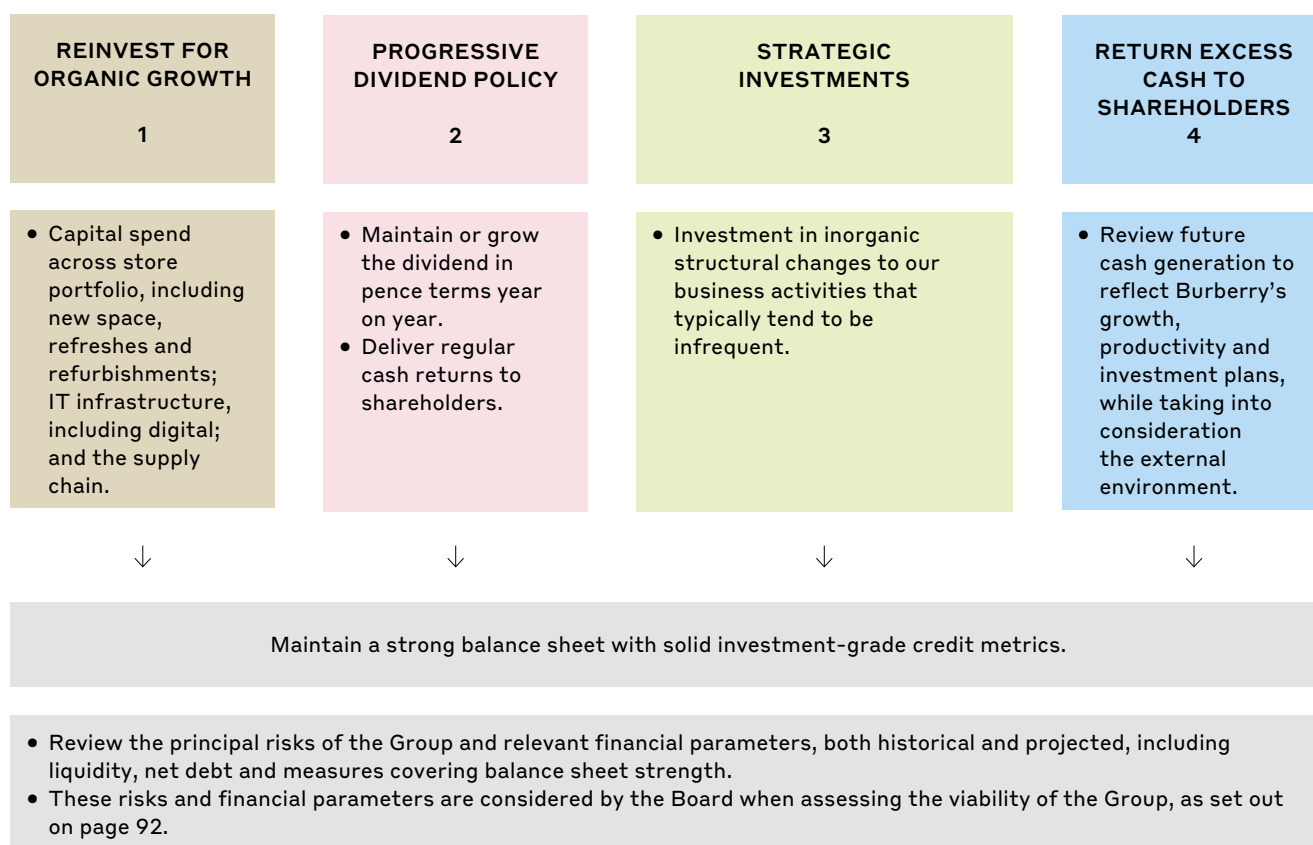 REINVEST FOR
ORGANIC GROWTH
1
PROGRESSIVE
DIVIDEND POLICY
2
STRATEGIC
INVESTMENTS
3
RETURN EXCESS
CASH TO
SHAREHOLDERS
4
• Capital spend
across store
portfolio, including
new space,
refreshes and
refurbishments;
IT infrastructure,
including digital;
and the supply
chain.
• Maintain or grow
the dividend in
pence terms year
on year.
• Deliver regular
cash returns to
shareholders.
• Investment in inorganic
structural changes to our
business activities that
typically tend to be
infrequent.
• Review future
cash generation to
reflect Burberry’s
growth,
productivity and
investment plans,
while taking into
consideration
the external
environment.
Maintain a strong balance sheet with solid investment-grade credit metrics.
• Review the principal risks of the Group and relevant financial parameters, both historical and projected, including
liquidity, net debt and measures covering balance sheet strength.
• These risks and financial parameters are considered by the Board when assessing the viability of the Group, as set out
on page 92.